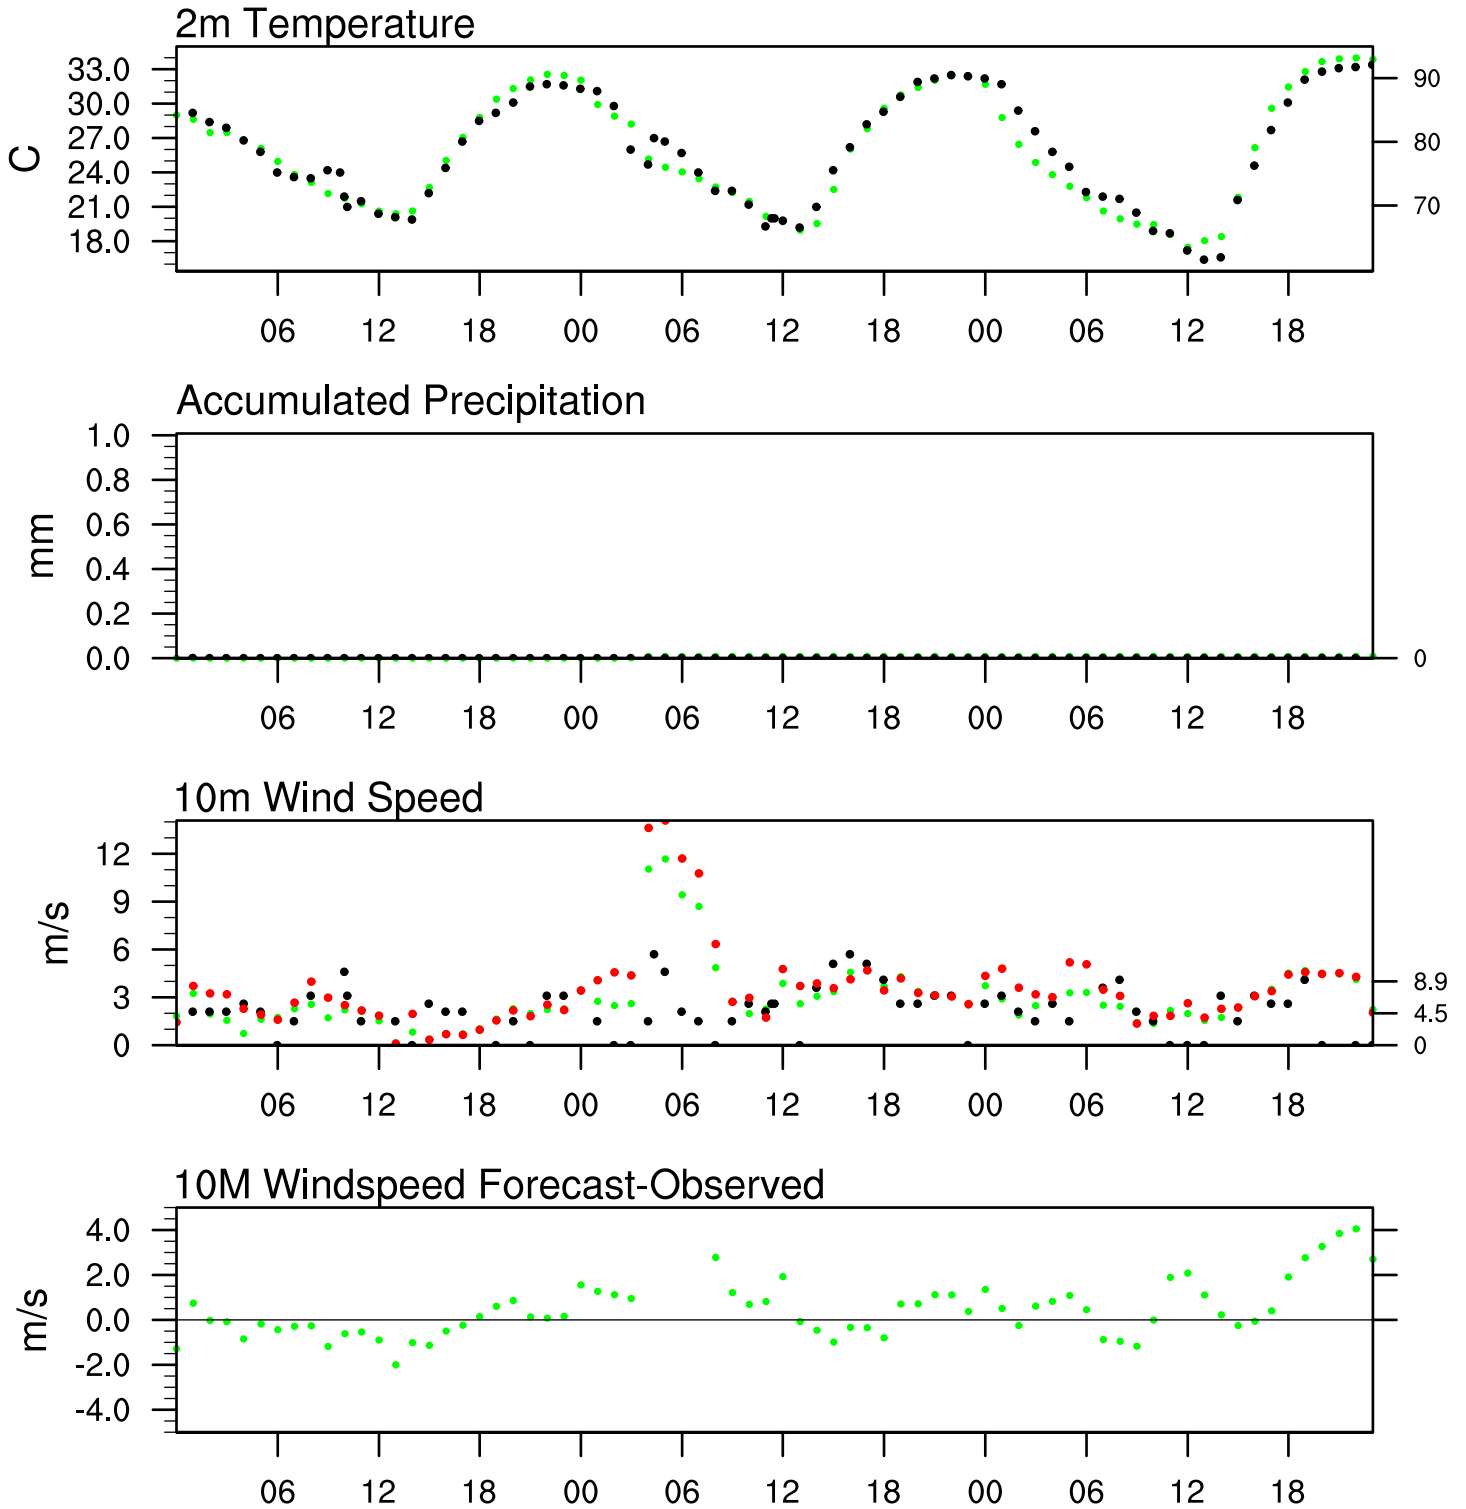 2m Temperature
33.0
30.0
27.0
24.0
21.0
18.0
C
90
80
70
06 12 18 00 06 12 18 00 06 12 18
Accumulated Precipitation
1.0
0.8
0.6
0.4
0.2
0.0
mm
0
06 12 18 00 06 12 18 00 06 12 18
10m Wind Speed
12
9
6
3
0
m/s
8.9
4.5
0
06 12 18 00 06 12 18 00 06 12 18
10M Windspeed Forecast-Observed
4.0
2.0
0.0
-2.0
-4.0
m/s
06 12 18 00 06 12 18 00 06 12 18